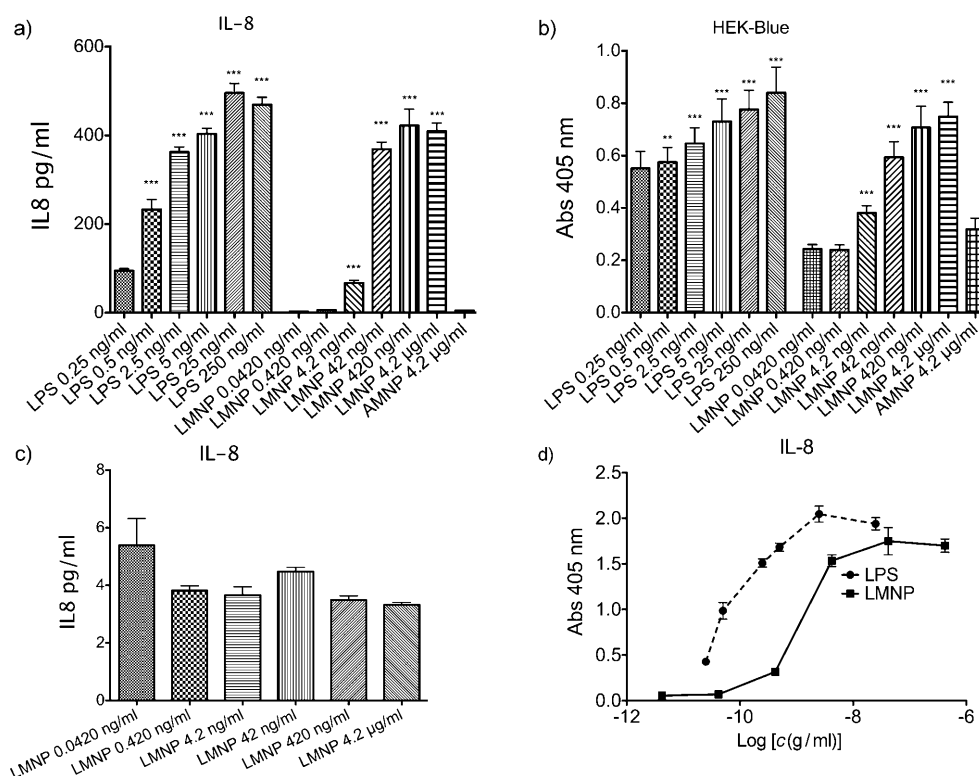 a)
IL-8
IL8 pg/ml
600
400
200
0
***
***
***
***
***
***
***
***
***
LPS 0.25 ng/ml
LPS 0.5 ng/ml
LPS 2.5 ng/ml
LPS 5 ng/ml
LPS 25 ng/ml
LPS 250 ng/ml
LMNP 0.0420 ng/ml
LMNP 0.420 ng/ml
LMNP 4.2 ng/ml
LMNP 42 ng/ml
LMNP 420 ng/ml
LMNP 4.2 µg/ml
AMNP 4.2 µg/ml
b)
HEK-Blue
Abs 405 nm
1.0
0.8
0.6
0.4
0.2
0.0
**
***
***
***
***
***
***
***
***
LPS 0.25 ng/ml
LPS 0.5 ng/ml
LPS 2.5 ng/ml
LPS 5 ng/ml
LPS 25 ng/ml
LPS 250 ng/ml
LMNP 0.0420 ng/ml
LMNP 0.420 ng/ml
LMNP 4.2 ng/ml
LMNP 42 ng/ml
LMNP 420 ng/ml
LMNP 4.2 µg/ml
AMNP 4.2 µg/ml
c)
IL-8
IL8 pg/ml
8
6
4
2
0
LMNP 0.0420 ng/ml
LMNP 0.420 ng/ml
LMNP 4.2 ng/ml
LMNP 42 ng/ml
LMNP 420 ng/ml
LMNP 4.2 µg/ml
d)
IL-8
Abs 405 nm
2.5
2.0
1.5
1.0
0.5
0.0
LPS
LMNP
-12
-10
-8
-6
Log [c(g/ml)]